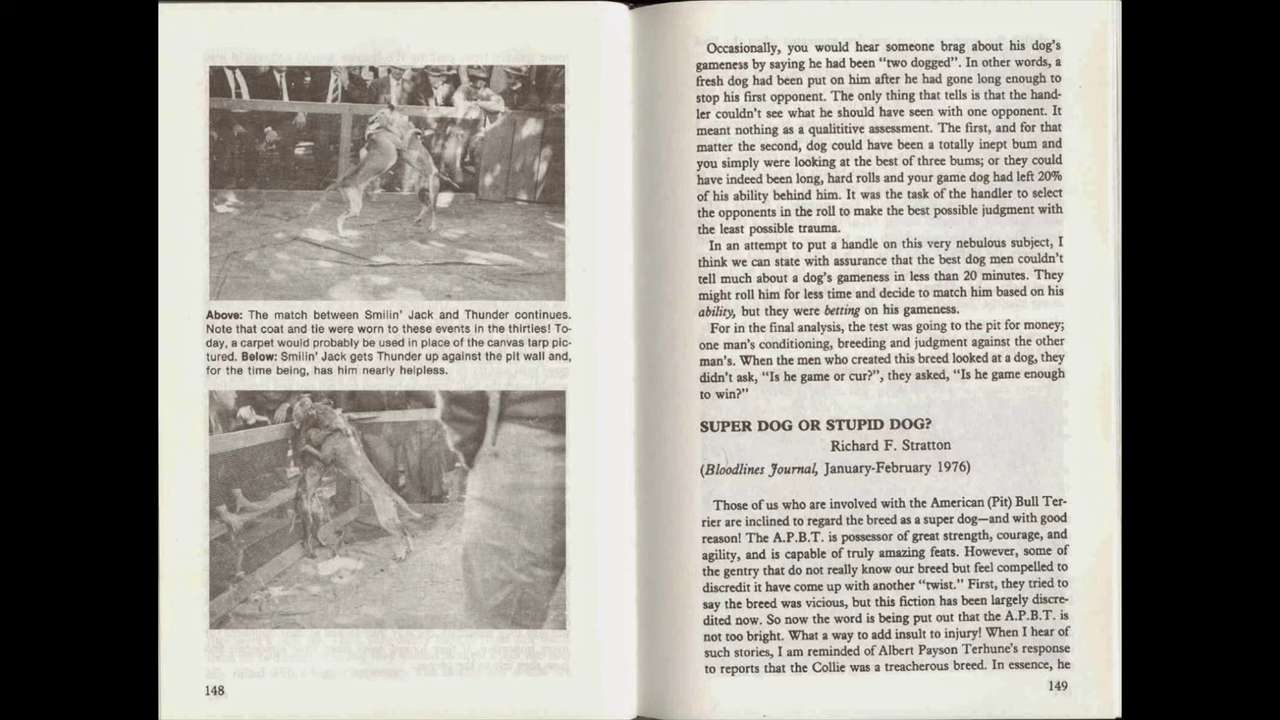 Above: The match between Smilin' Jack and Thunder continues.
Note that coat and tie were worn to these events in the thirties! To-
day, a carpet would probably be used in place of the canvas tarp pic-
tured. Below: Smilin' Jack gets Thunder up against the pit wall and,
for the time being, has him nearly helpless.
148
Occasionally, you would hear someone brag about his dog's
gameness by saying he had been "two dogged". In other words, a
fresh dog had been put on him after he had gone long enough to
stop his first opponent. The only thing that tells is that the hand-
ler couldn't see what he should have seen with one opponent. It
meant nothing as a qualititive assessment. The first, and for that
matter the second, dog could have been a totally inept bum and
you simply were looking at the best of three bums; or they could
have indeed been long, hard rolls and your game dog had left 20%
of his ability behind him. It was the task of the handler to select
the opponents in the roll to make the best possible judgment with
the least possible trauma.
In an attempt to put a handle on this very nebulous subject, I
think we can state with assurance that the best dog men couldn't
tell much about a dog's gameness in less than 20 minutes. They
might roll him for less time and decide to match him based on his
ability, but they were betting on his gameness.
For in the final analysis, the test was going to the pit for money;
one man's conditioning, breeding and judgment against the other
man's. When the men who created this breed looked at a dog, they
didn't ask, "Is he game or cur?", they asked, "Is he game enough
to win?"
SUPER DOG OR STUPID DOG?
Richard F. Stratton
(Bloodlines Journal, January-February 1976)
Those of us who are involved with the American (Pit) Bull Ter-
rier are inclined to regard the breed as a super dog—and with good
reason! The A.P.B.T. is possessor of great strength, courage, and
agility, and is capable of truly amazing feats. However, some of
the gentry that do not really know our breed but feel compelled to
discredit it have come up with another "twist." First, they tried to
say the breed was vicious, but this fiction has been largely discre-
dited now. So now the word is being put out that the A.P.B.T. is
not too bright. What a way to add insult to injury! When I hear of
such stories, I am reminded of Albert Payson Terhune's response
to reports that the Collie was a treacherous breed. In essence, he
149